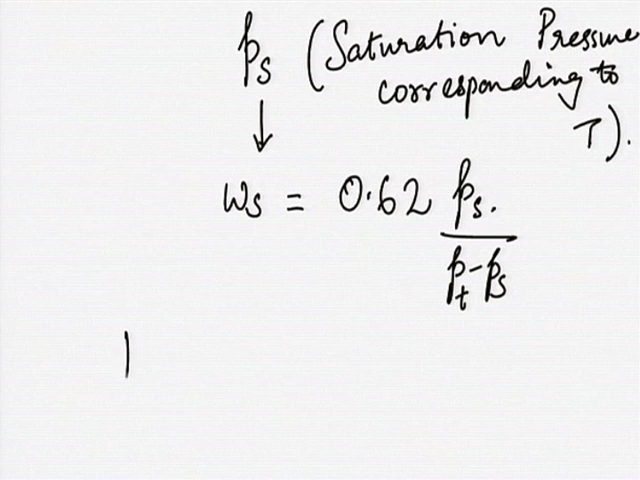 ps (Saturation Pressure
corresponding to
T).
↓
ws = 0.62 ps.
pt-ps
|